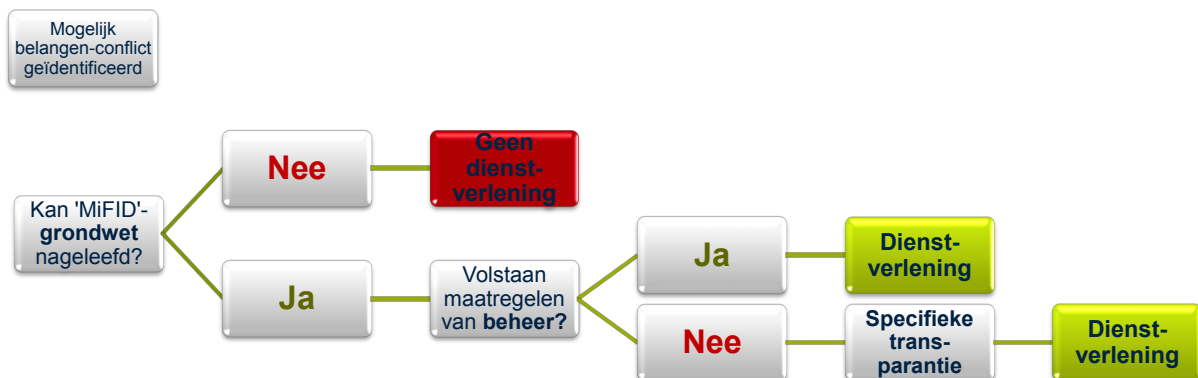 Mogelijk
belangen-conflict
geïdentificeerd
Nee
Geen
dienst-
verlening
Kan 'MiFID'-
grondwet
nageleefd?
Ja
Volstaan
maatregelen
van beheer?
Ja
Dienst-
verlening
Nee
Specifieke
trans-
parantie
Dienst-
verlening